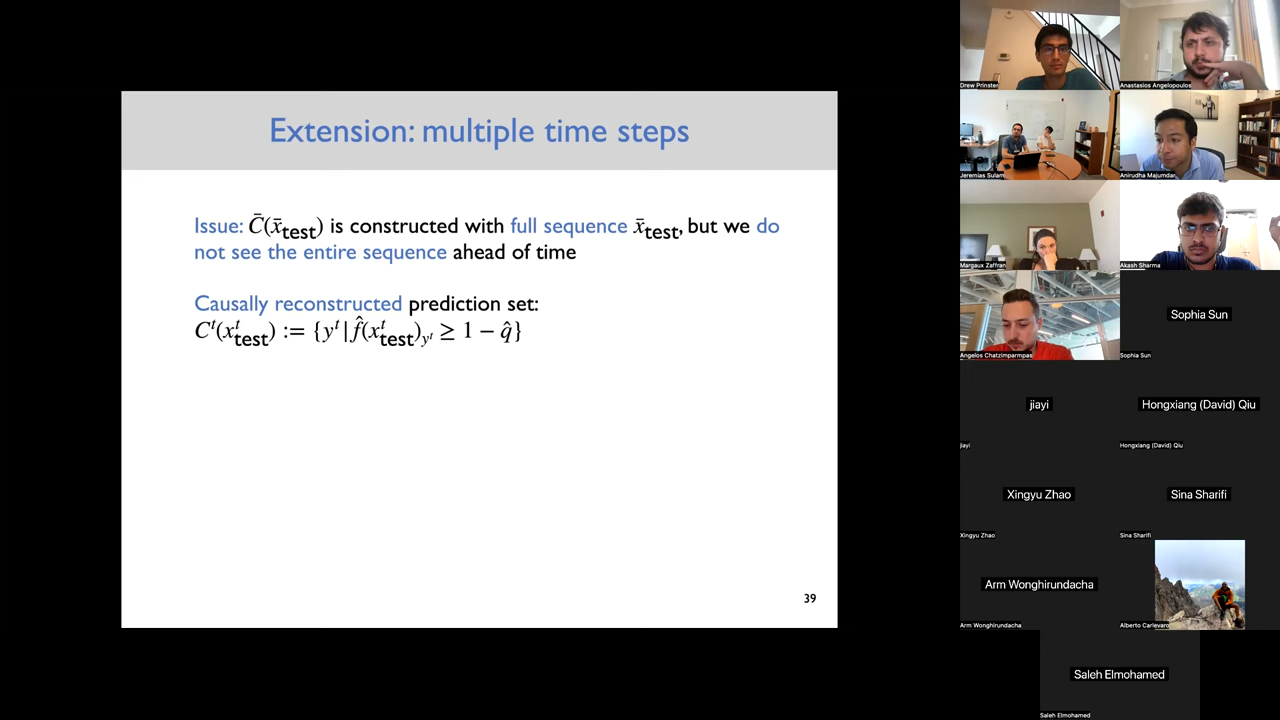 Extension: multiple time steps
Issue: C̄(x̄test) is constructed with full sequence x̄test, but we do
not see the entire sequence ahead of time
Causally reconstructed prediction set:
Cᵗ(xᵗtest) := {yᵗ | f̂(xᵗtest)yᵗ ≥ 1 − q̂}
39
Drew Prinster
Anastasios Angelopoulos
Jeremias Sulam
Anirudha Majumdar
Margaux Zaffran
Akash Sharma
Angelos Chatzimparmpas
Sophia Sun
Sophia Sun
jiayi
jiayi
Hongxiang (David) Qiu
Hongxiang (David) Qiu
Xingyu Zhao
Xingyu Zhao
Sina Sharifi
Sina Sharifi
Arm Wonghirundacha
Arm Wonghirundacha
Alberto Carlevaro
Saleh Elmohamed
Saleh Elmohamed